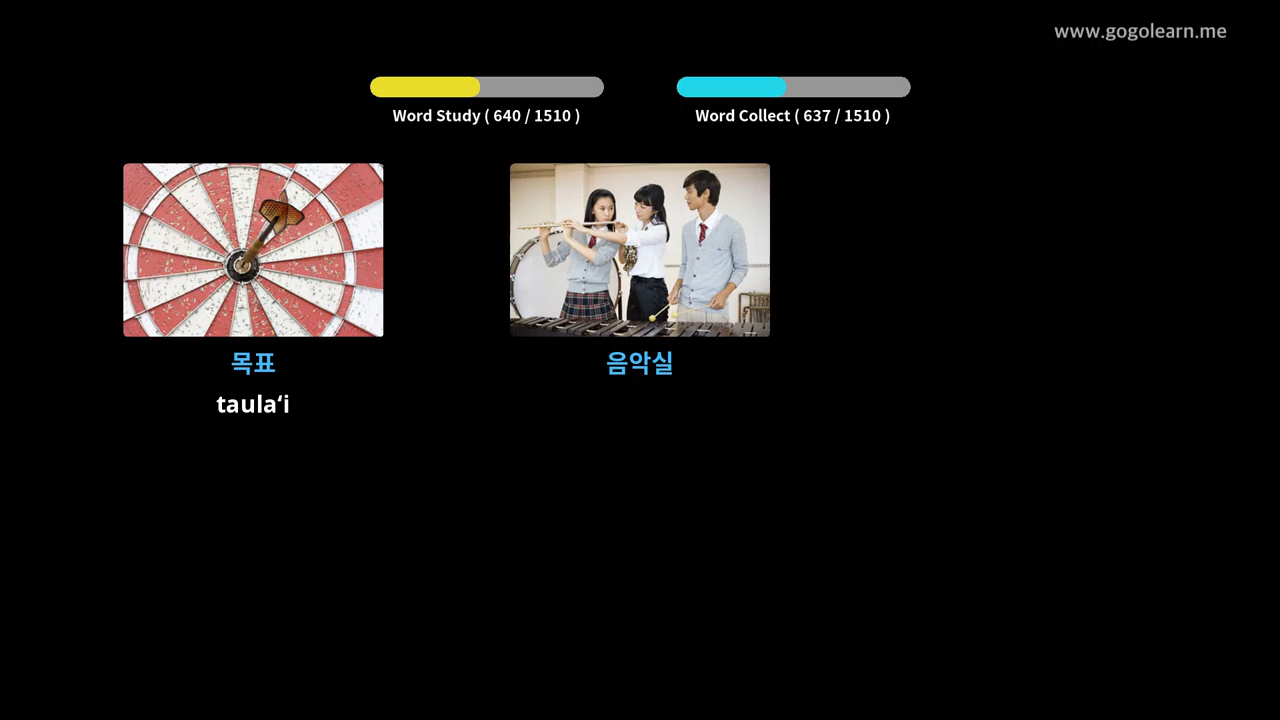 www.gogolearn.me
Word Study ( 640 / 1510 )
Word Collect ( 637 / 1510 )
목표
taulaʻi
음악실